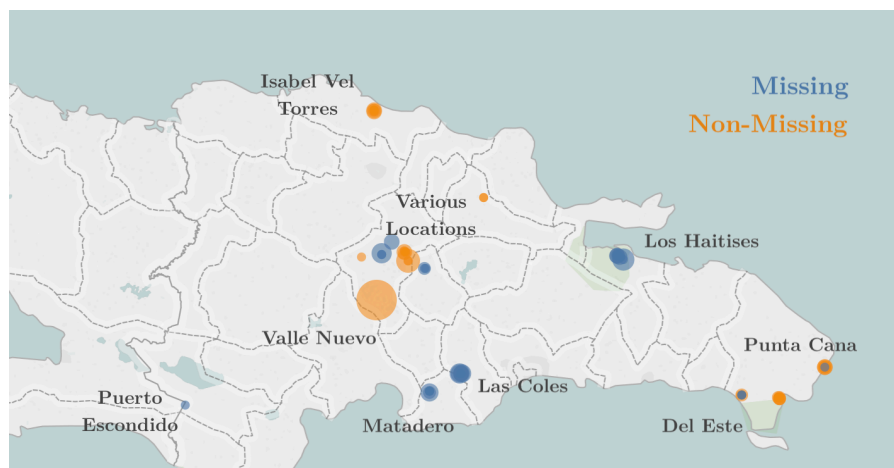 Isabel Vel
Torres
Missing
Non-Missing
Various
Locations
Los Haitises
Valle Nuevo
Punta Cana
Las Coles
Puerto
Escondido
Matadero
Del Este